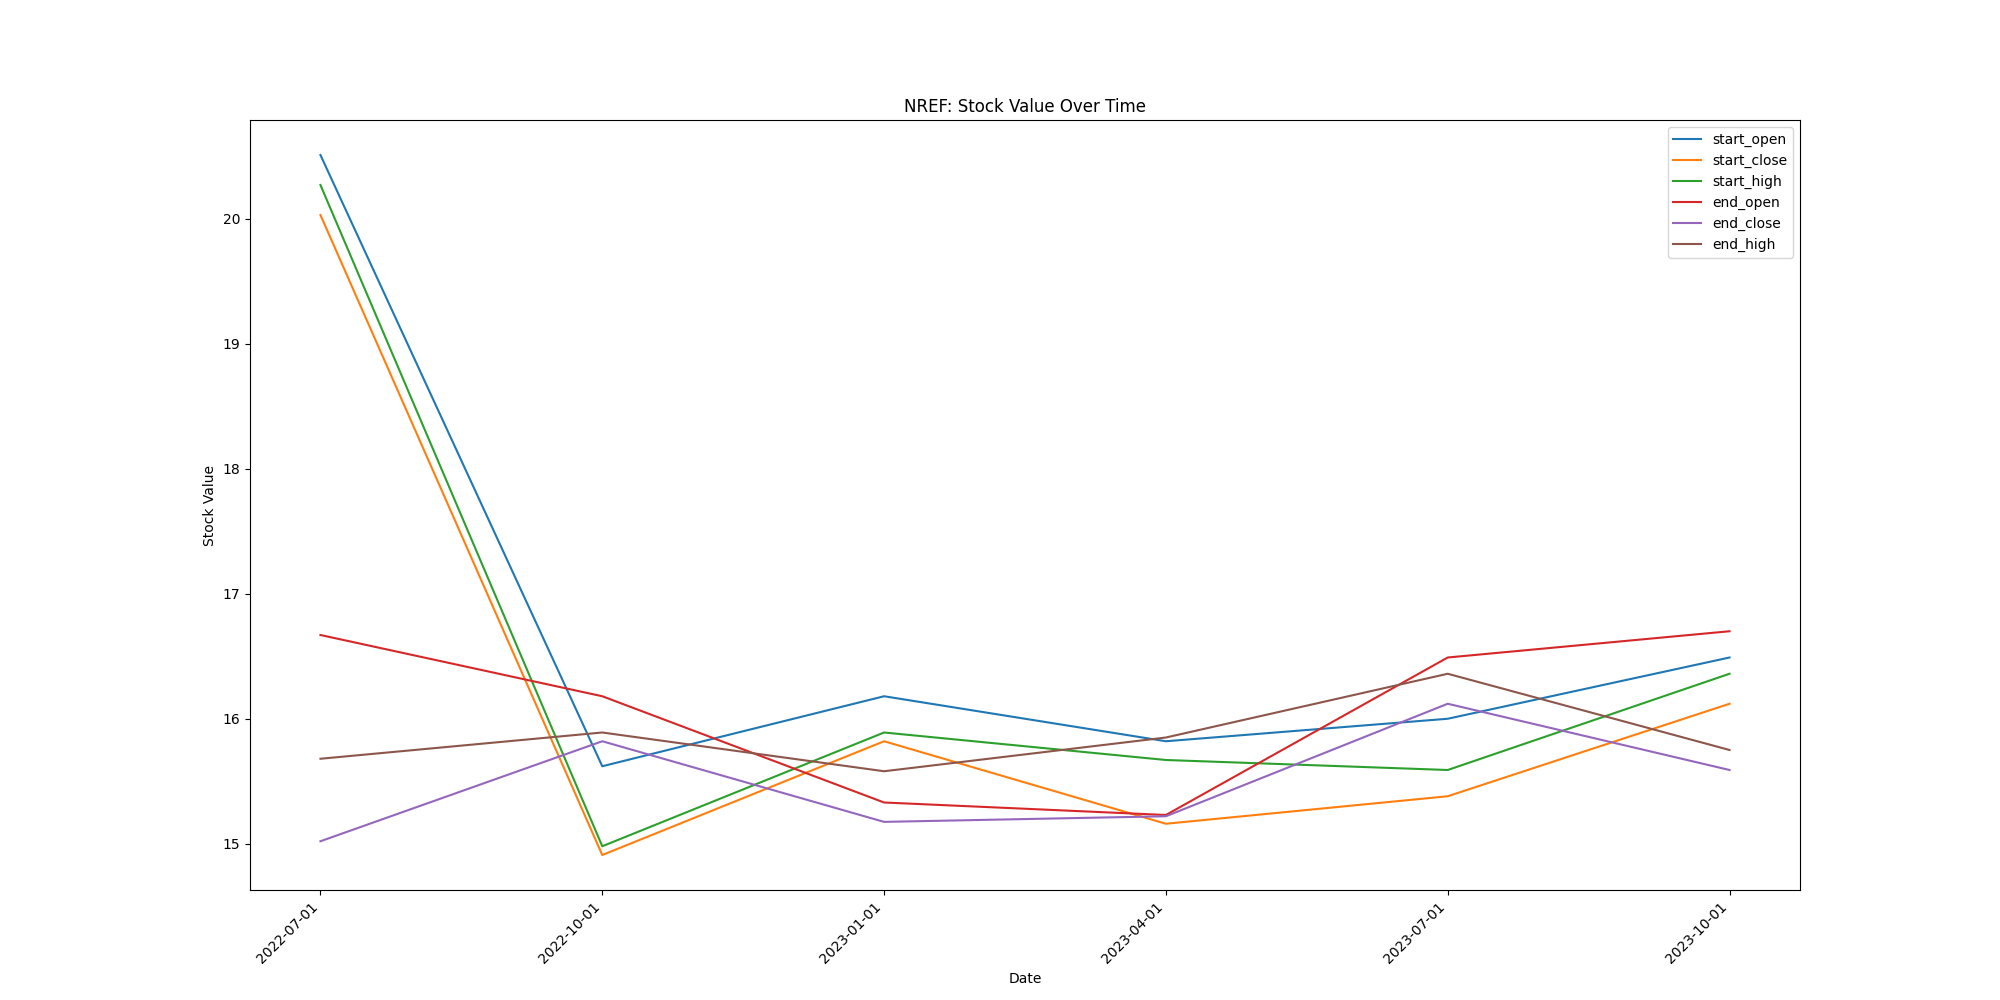 NREF: Stock Value Over Time
start_open
start_close
start_high
end_open
end_close
end_high
20
19
18
17
16
15
Stock Value
2022-07-01
2022-10-01
2023-01-01
2023-04-01
2023-07-01
2023-10-01
Date